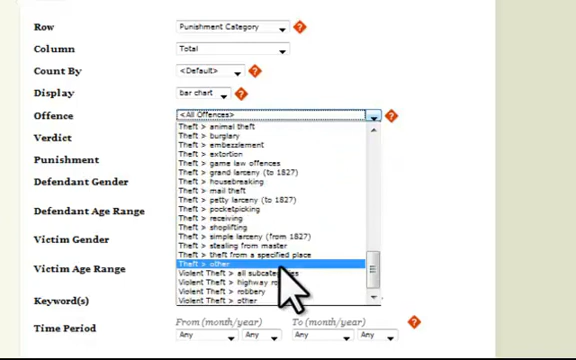 Row Punishment Category ?
Column Total
Count By <Default> ?
Display bar chart ?
Offence <All Offences> ?
Theft > animal theft
Theft > burglary
Verdict
Theft > embezzlement
Theft > extortion
Punishment
Theft > game law offences
Theft > grand larceny (to 1827)
Defendant Gender
Theft > housebreaking
Theft > mail theft
Theft > petty larceny (to 1827)
Defendant Age Range
Theft > pocketpicking
Theft > receiving
Theft > shoplifting
Victim Gender
Theft > simple larceny (from 1827)
Theft > stealing from master
Theft > theft from a specified place
Theft > other
Victim Age Range
Violent Theft > all
Violent Theft > highway
Violent Theft > robbery
Keyword(s)
Violent Theft > other
Time Period From (month/year) To (month/year) ?
Any Any Any Any